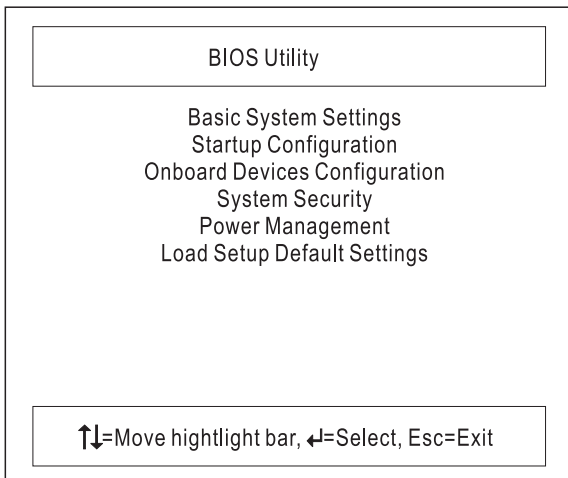 BIOS Utility
Basic System Settings
Startup Configuration
Onboard Devices Configuration
System Security
Power Management
Load Setup Default Settings
↑↓=Move hightlight bar, ↵=Select, Esc=Exit